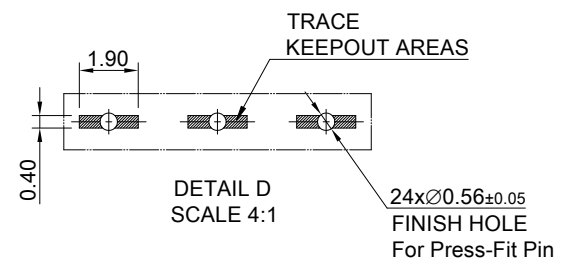 TRACE
KEEPOUT AREAS
1.90
0.40
DETAIL D
SCALE 4:1
24x∅0.56±0.05
FINISH HOLE
For Press-Fit Pin